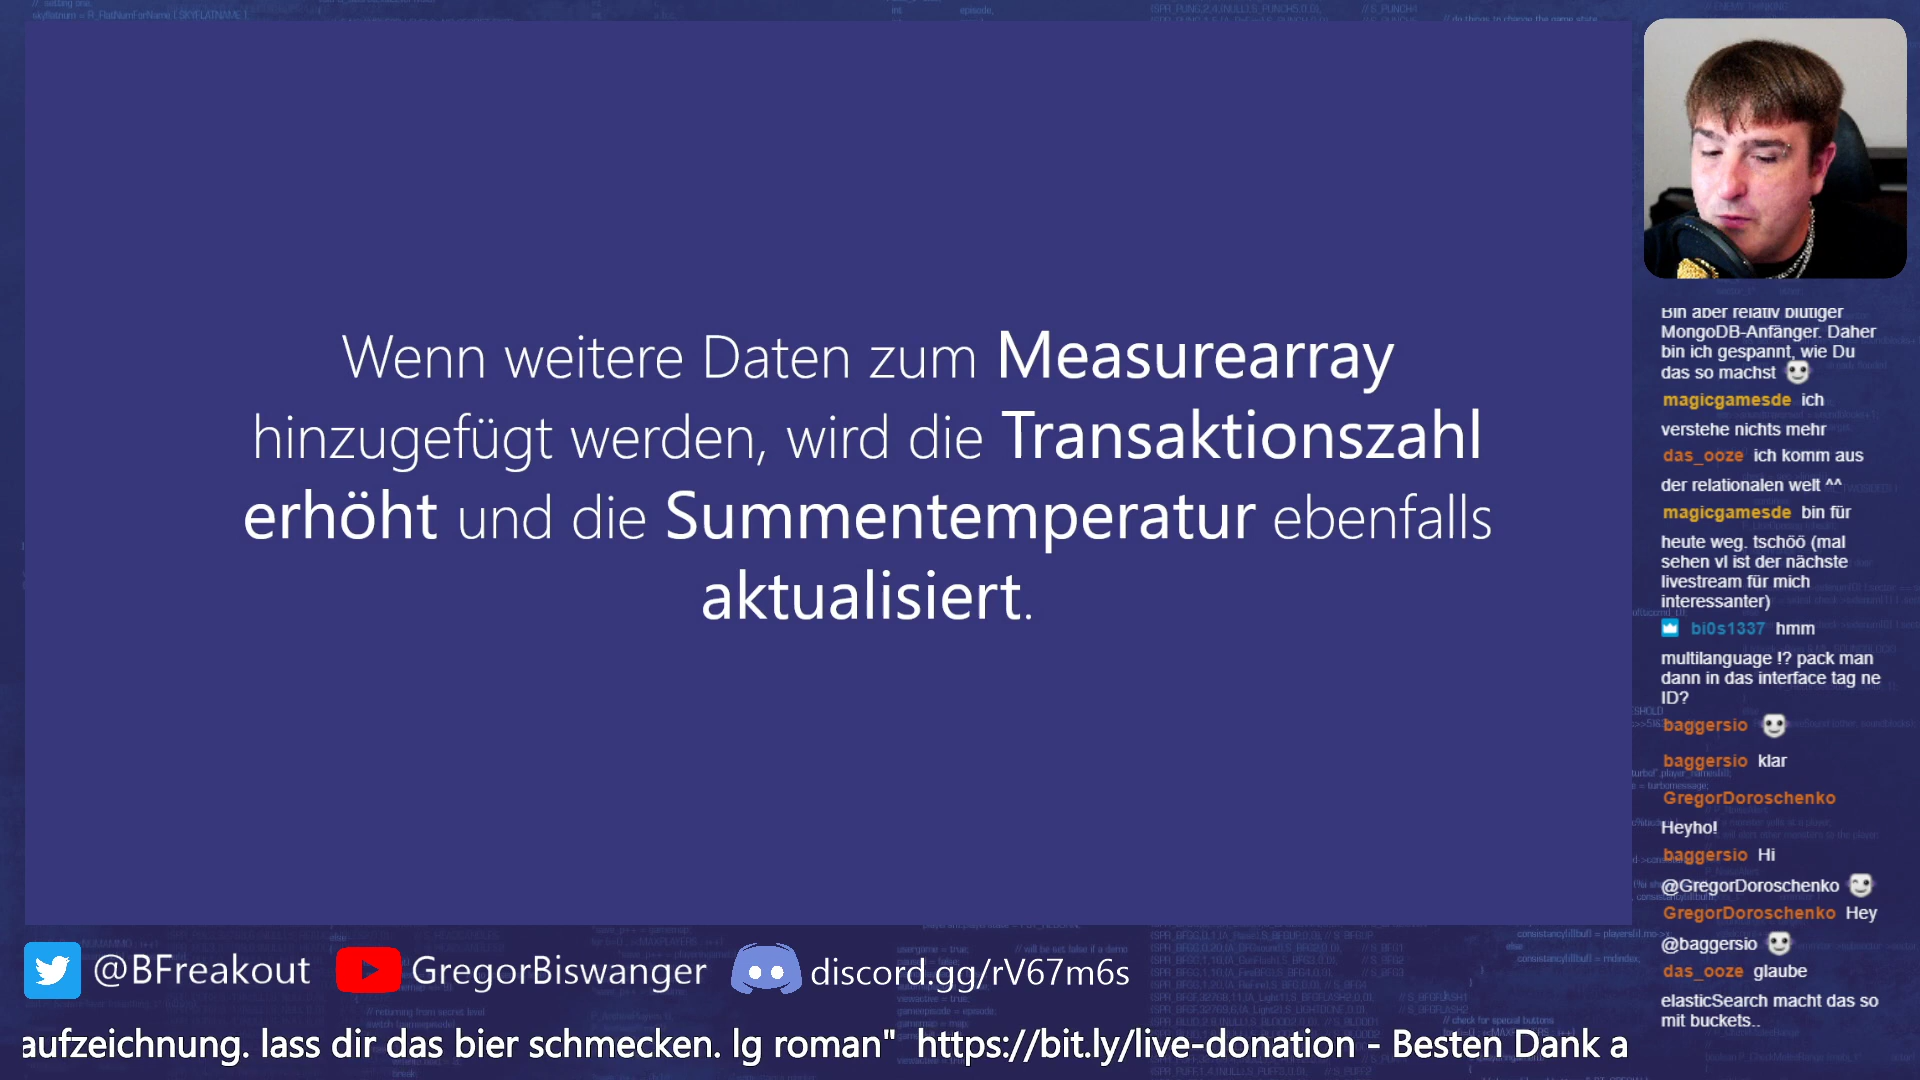 Wenn weitere Daten zum Measurearray
hinzugefügt werden, wird die Transaktionszahl
erhöht und die Summentemperatur ebenfalls
aktualisiert.
Bin aber relativ blutiger
MongoDB-Anfänger. Daher
bin ich gespannt, wie Du
das so machst
magicgamesde ich
verstehe nichts mehr
das_ooze ich komm aus
der relationalen welt ^^
magicgamesde bin für
heute weg. tschöö (mal
sehen vl ist der nächste
livestream für mich
interessanter)
bi0s1337 hmm
multilanguage !? pack man
dann in das interface tag ne
ID?
baggersio
baggersio klar
GregorDoroschenko
Heyho!
baggersio Hi
@GregorDoroschenko
GregorDoroschenko Hey
@baggersio
das_ooze glaube
elasticSearch macht das so
mit buckets..
@BFreakout GregorBiswanger discord.gg/rV67m6s
aufzeichnung. lass dir das bier schmecken. lg roman" https://bit.ly/live-donation - Besten Dank a